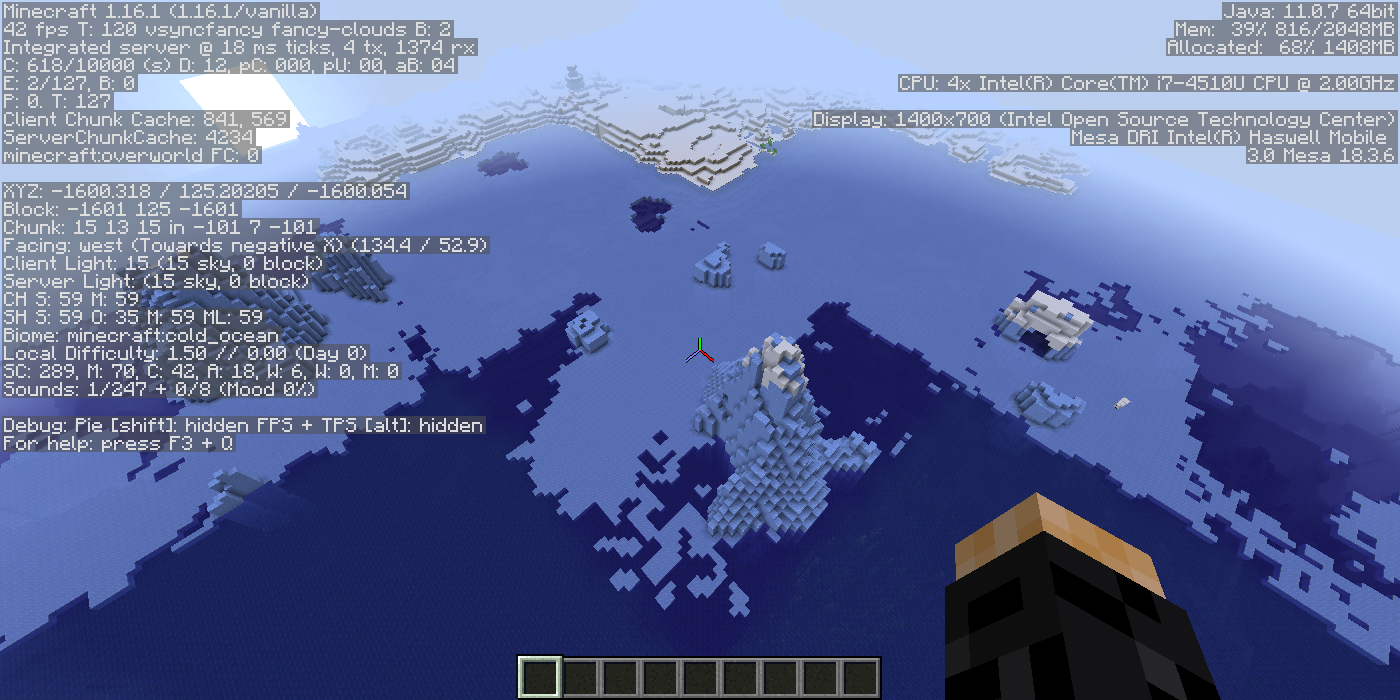 Minecraft 1.16.1 (1.16.1/vanilla)
42 fps T: 120 vsyncfancy fancy-clouds B: 2
Integrated server @ 18 ms ticks, 4 tx, 1374 rx
C: 618/10000 (s) D: 12, pC: 000, pU: 00, aB: 04
E: 2/127, B: 0
P: 0. T: 127
Client Chunk Cache: 841, 569
ServerChunkCache: 4234
minecraft:overworld FC: 0
XYZ: -1600.318 / 125.20205 / -1600.054
Block: -1601 125 -1601
Chunk: 15 13 15 in -101 7 -101
Facing: west (Towards negative X) (134.4 / 52.9)
Client Light: 15 (15 sky, 0 block)
Server Light: (15 sky, 0 block)
CH S: 59 M: 59
SH S: 59 O: 35 M: 59 ML: 59
Biome: minecraft:cold_ocean
Local Difficulty: 1.50 // 0.00 (Day 0)
SC: 289, M: 70, C: 42, A: 18, W: 6, W: 0, M: 0
Sounds: 1/247 + 0/8 (Mood 0%)
Debug: Pie [shift]: hidden FPS + TPS [alt]: hidden
For help: press F3 + Q
Java: 11.0.7 64bit
Mem: 39% 816/2048MB
Allocated: 68% 1408MB
CPU: 4x Intel(R) Core(TM) i7-4510U CPU @ 2.00GHz
Display: 1400x700 (Intel Open Source Technology Center)
Mesa DRI Intel(R) Haswell Mobile
3.0 Mesa 18.3.6